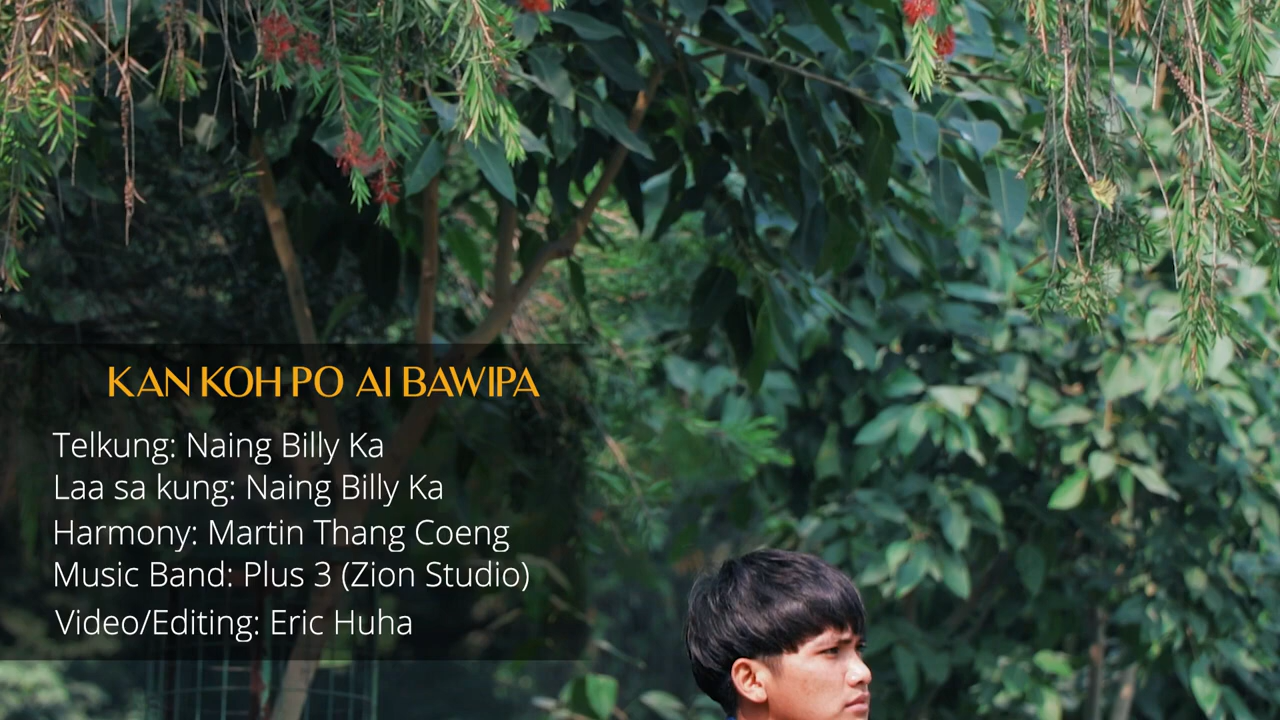 KAN KOH PO AI BAWIPA
Telkung: Naing Billy Ka
Laa sa kung: Naing Billy Ka
Harmony: Martin Thang Coeng
Music Band: Plus 3 (Zion Studio)
Video/Editing: Eric Huha